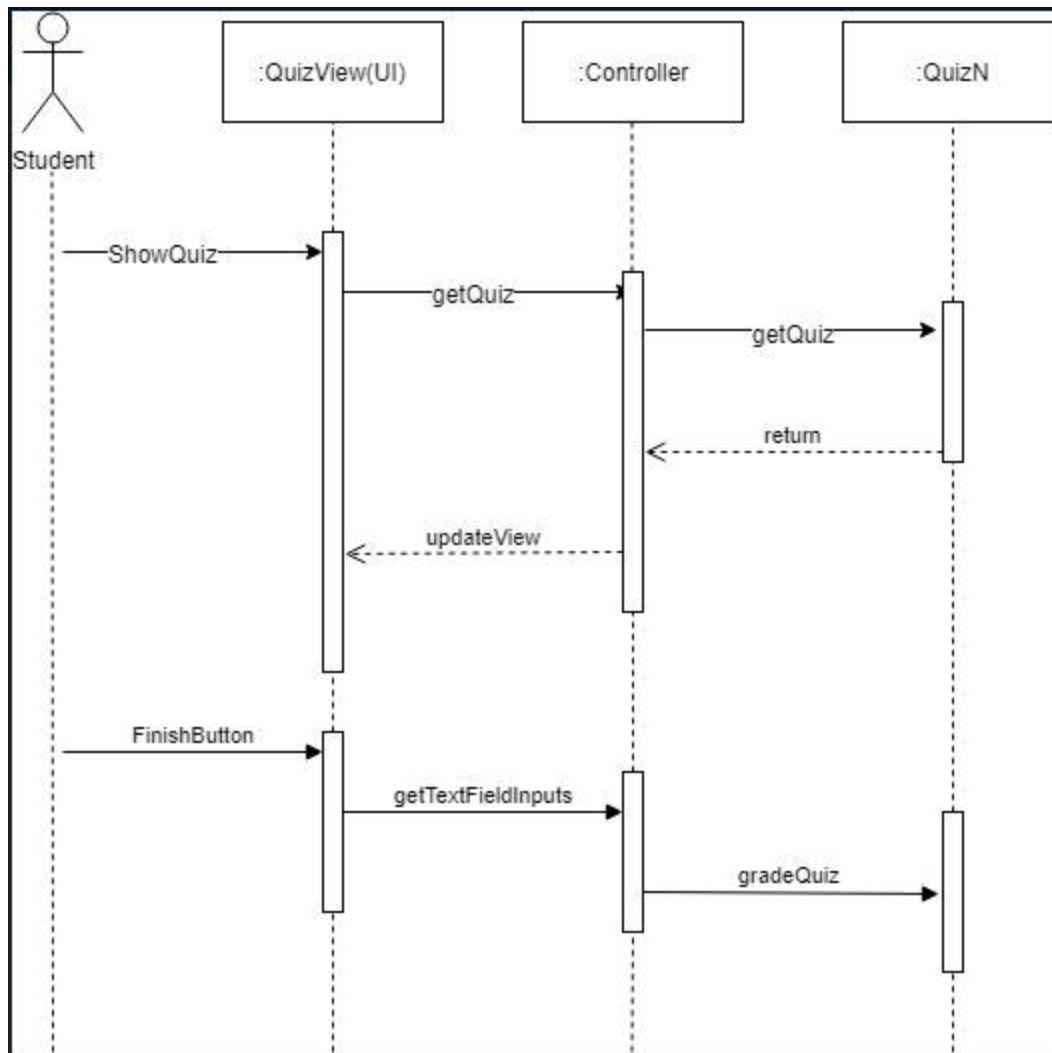 :QuizView(UI)
:Controller
:QuizN
Student
ShowQuiz
getQuiz
getQuiz
return
updateView
FinishButton
getTextFieldInputs
gradeQuiz